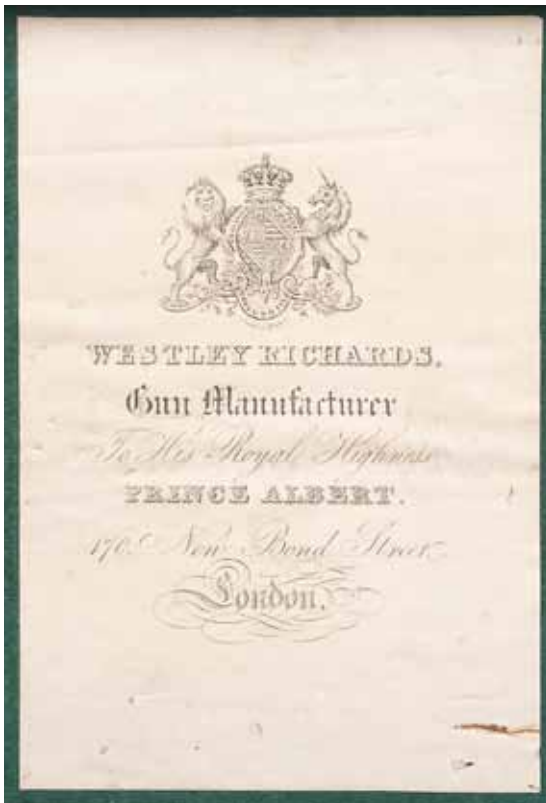 WESTLEY RICHARDS.
Gun Manufacturer
To His Royal Highness
PRINCE ALBERT.
170. New Bond Street
London.